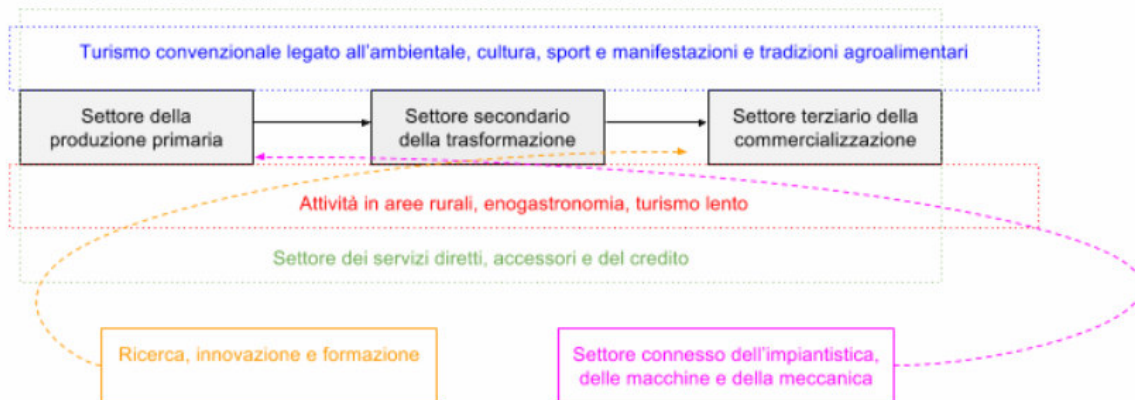 Turismo convenzionale legato all'ambientale, cultura, sport e manifestazioni e tradizioni agroalimentari
Settore della
produzione primaria
Settore secondario
della trasformazione
Settore terziario della
commercializzazione
Attività in aree rurali, enogastronomia, turismo lento
Settore dei servizi diretti, accessori e del credito
Ricerca, innovazione e formazione
Settore connesso dell'impiantistica,
delle macchine e della meccanica